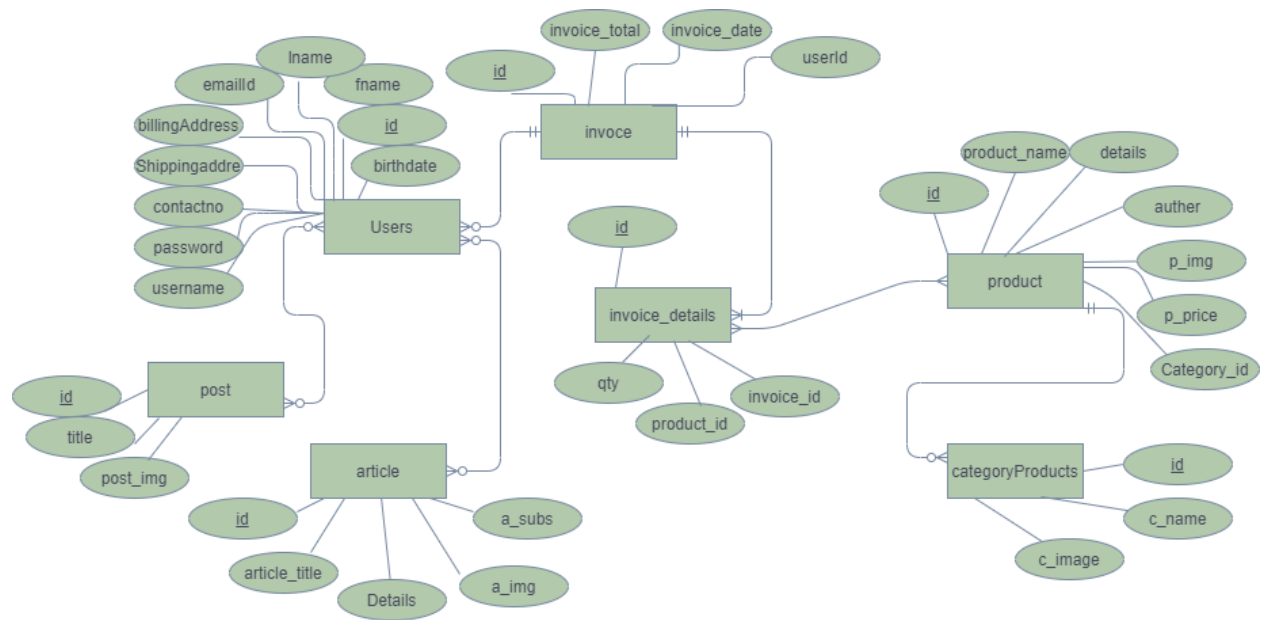 invoice_total
invoice_date
lname
userId
id
emailId
fname
billingAddress
id
invoce
Shippingaddre
birthdate
product_name
details
contactno
id
Users
id
auther
password
p_img
username
product
invoice_details
p_price
Category_id
post
id
qty
invoice_id
title
product_id
post_img
article
categoryProducts
id
id
a_subs
c_name
article_title
a_img
c_image
Details